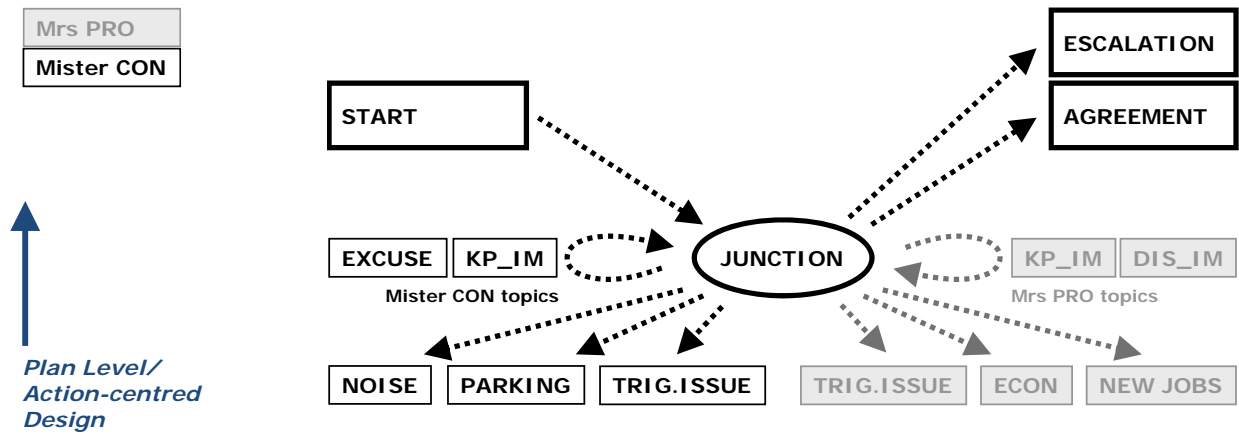 Mrs PRO
Mister CON
ESCALATION
START
AGREEMENT
EXCUSE
KP_IM
JUNCTION
KP_IM
DIS_IM
Mister CON topics
Mrs PRO topics
Plan Level/
Action-centred
Design
NOISE
PARKING
TRIG.ISSUE
TRIG.ISSUE
ECON
NEW JOBS